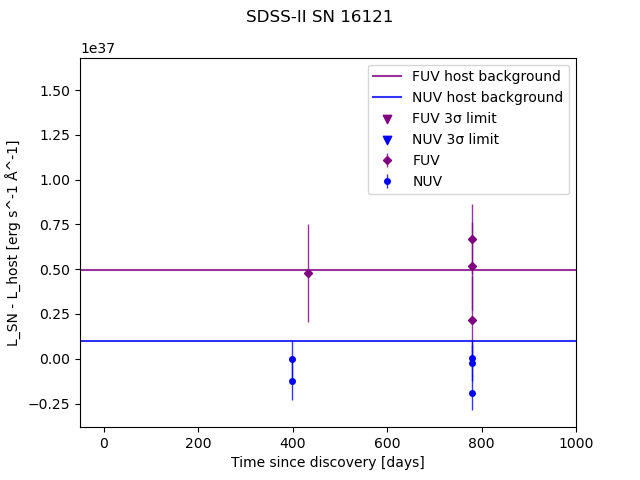 SDSS-II SN 16121
1e37
FUV host background
NUV host background
FUV 3σ limit
NUV 3σ limit
FUV
NUV
1.50
1.25
1.00
0.75
0.50
0.25
0.00
−0.25
L_SN - L_host [erg s^-1 Å^-1]
0 200 400 600 800 1000
Time since discovery [days]